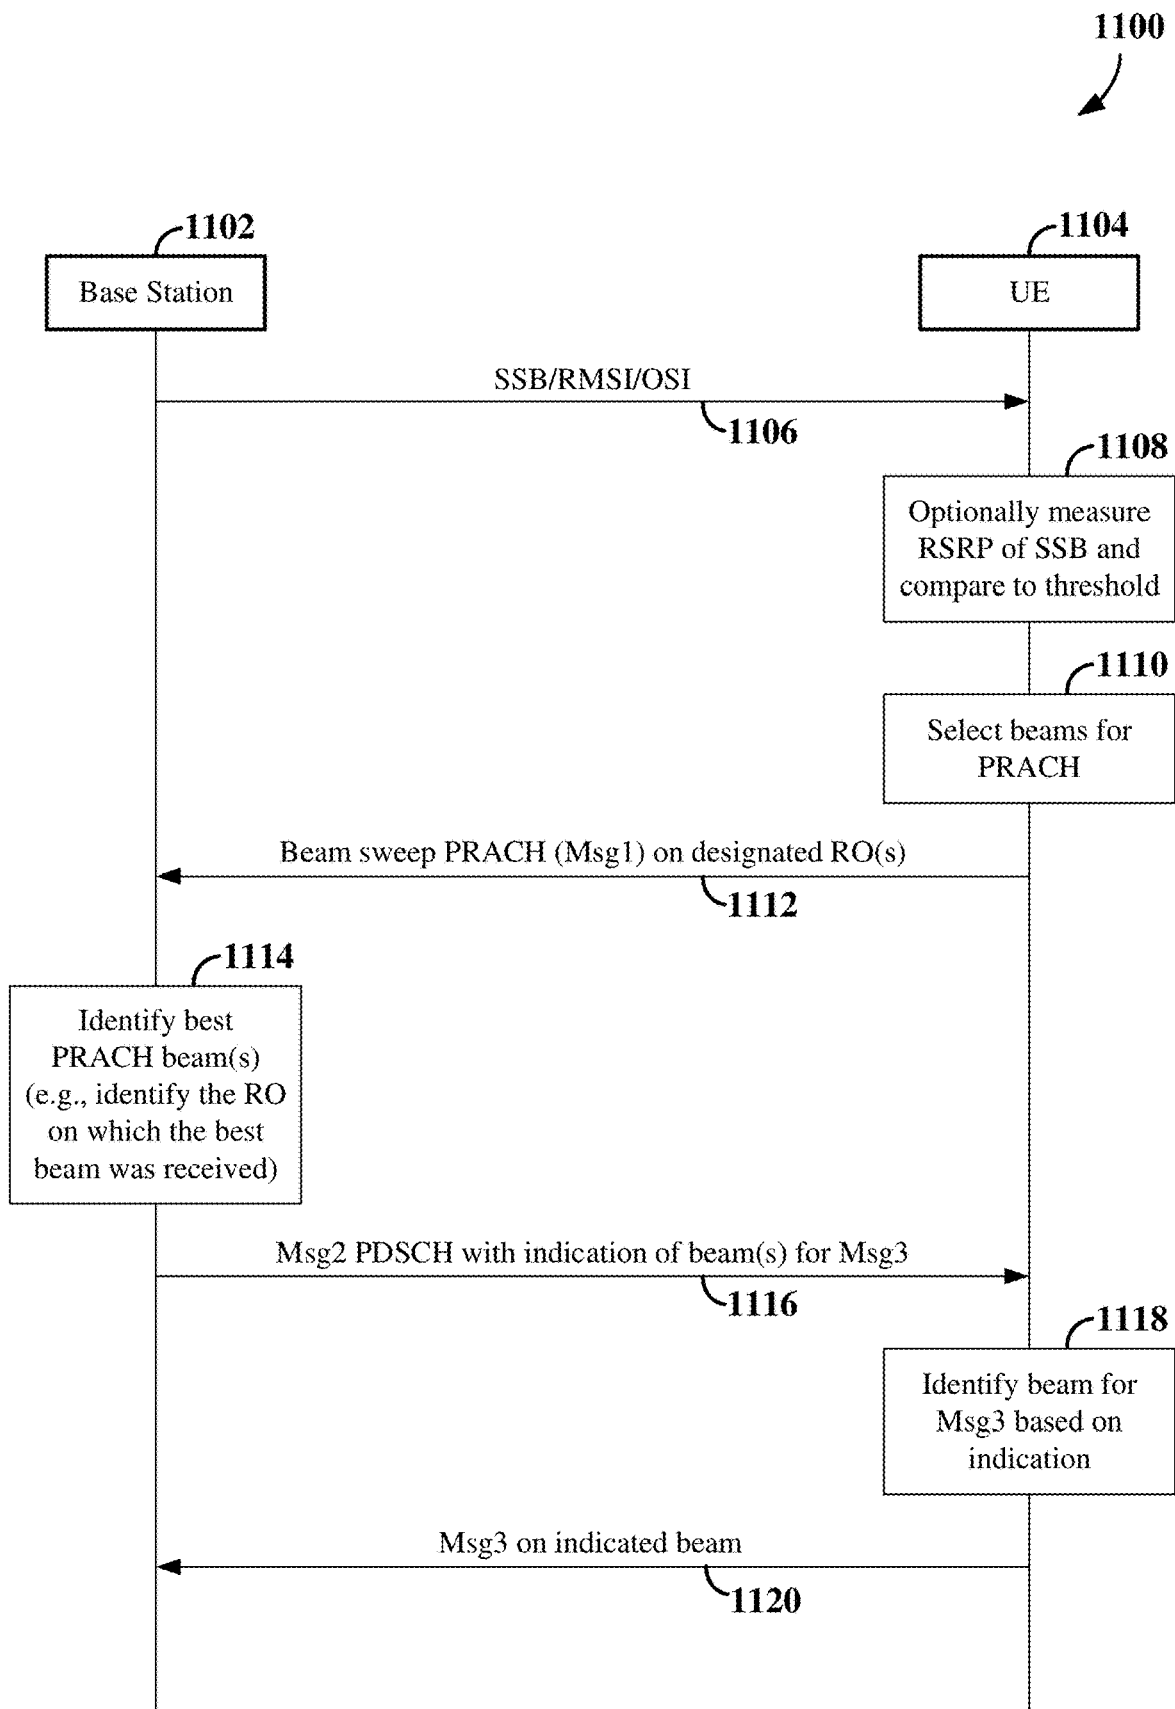 1100
1102
1104
Base Station
UE
SSB/RMSI/OSI
1106
1108
Optionally measure
RSRP of SSB and
compare to threshold
1110
Select beams for
PRACH
Beam sweep PRACH (Msg1) on designated RO(s)
1112
1114
Identify best
PRACH beam(s)
(e.g., identify the RO
on which the best
beam was received)
Msg2 PDSCH with indication of beam(s) for Msg3
1116
1118
Identify beam for
Msg3 based on
indication
Msg3 on indicated beam
1120